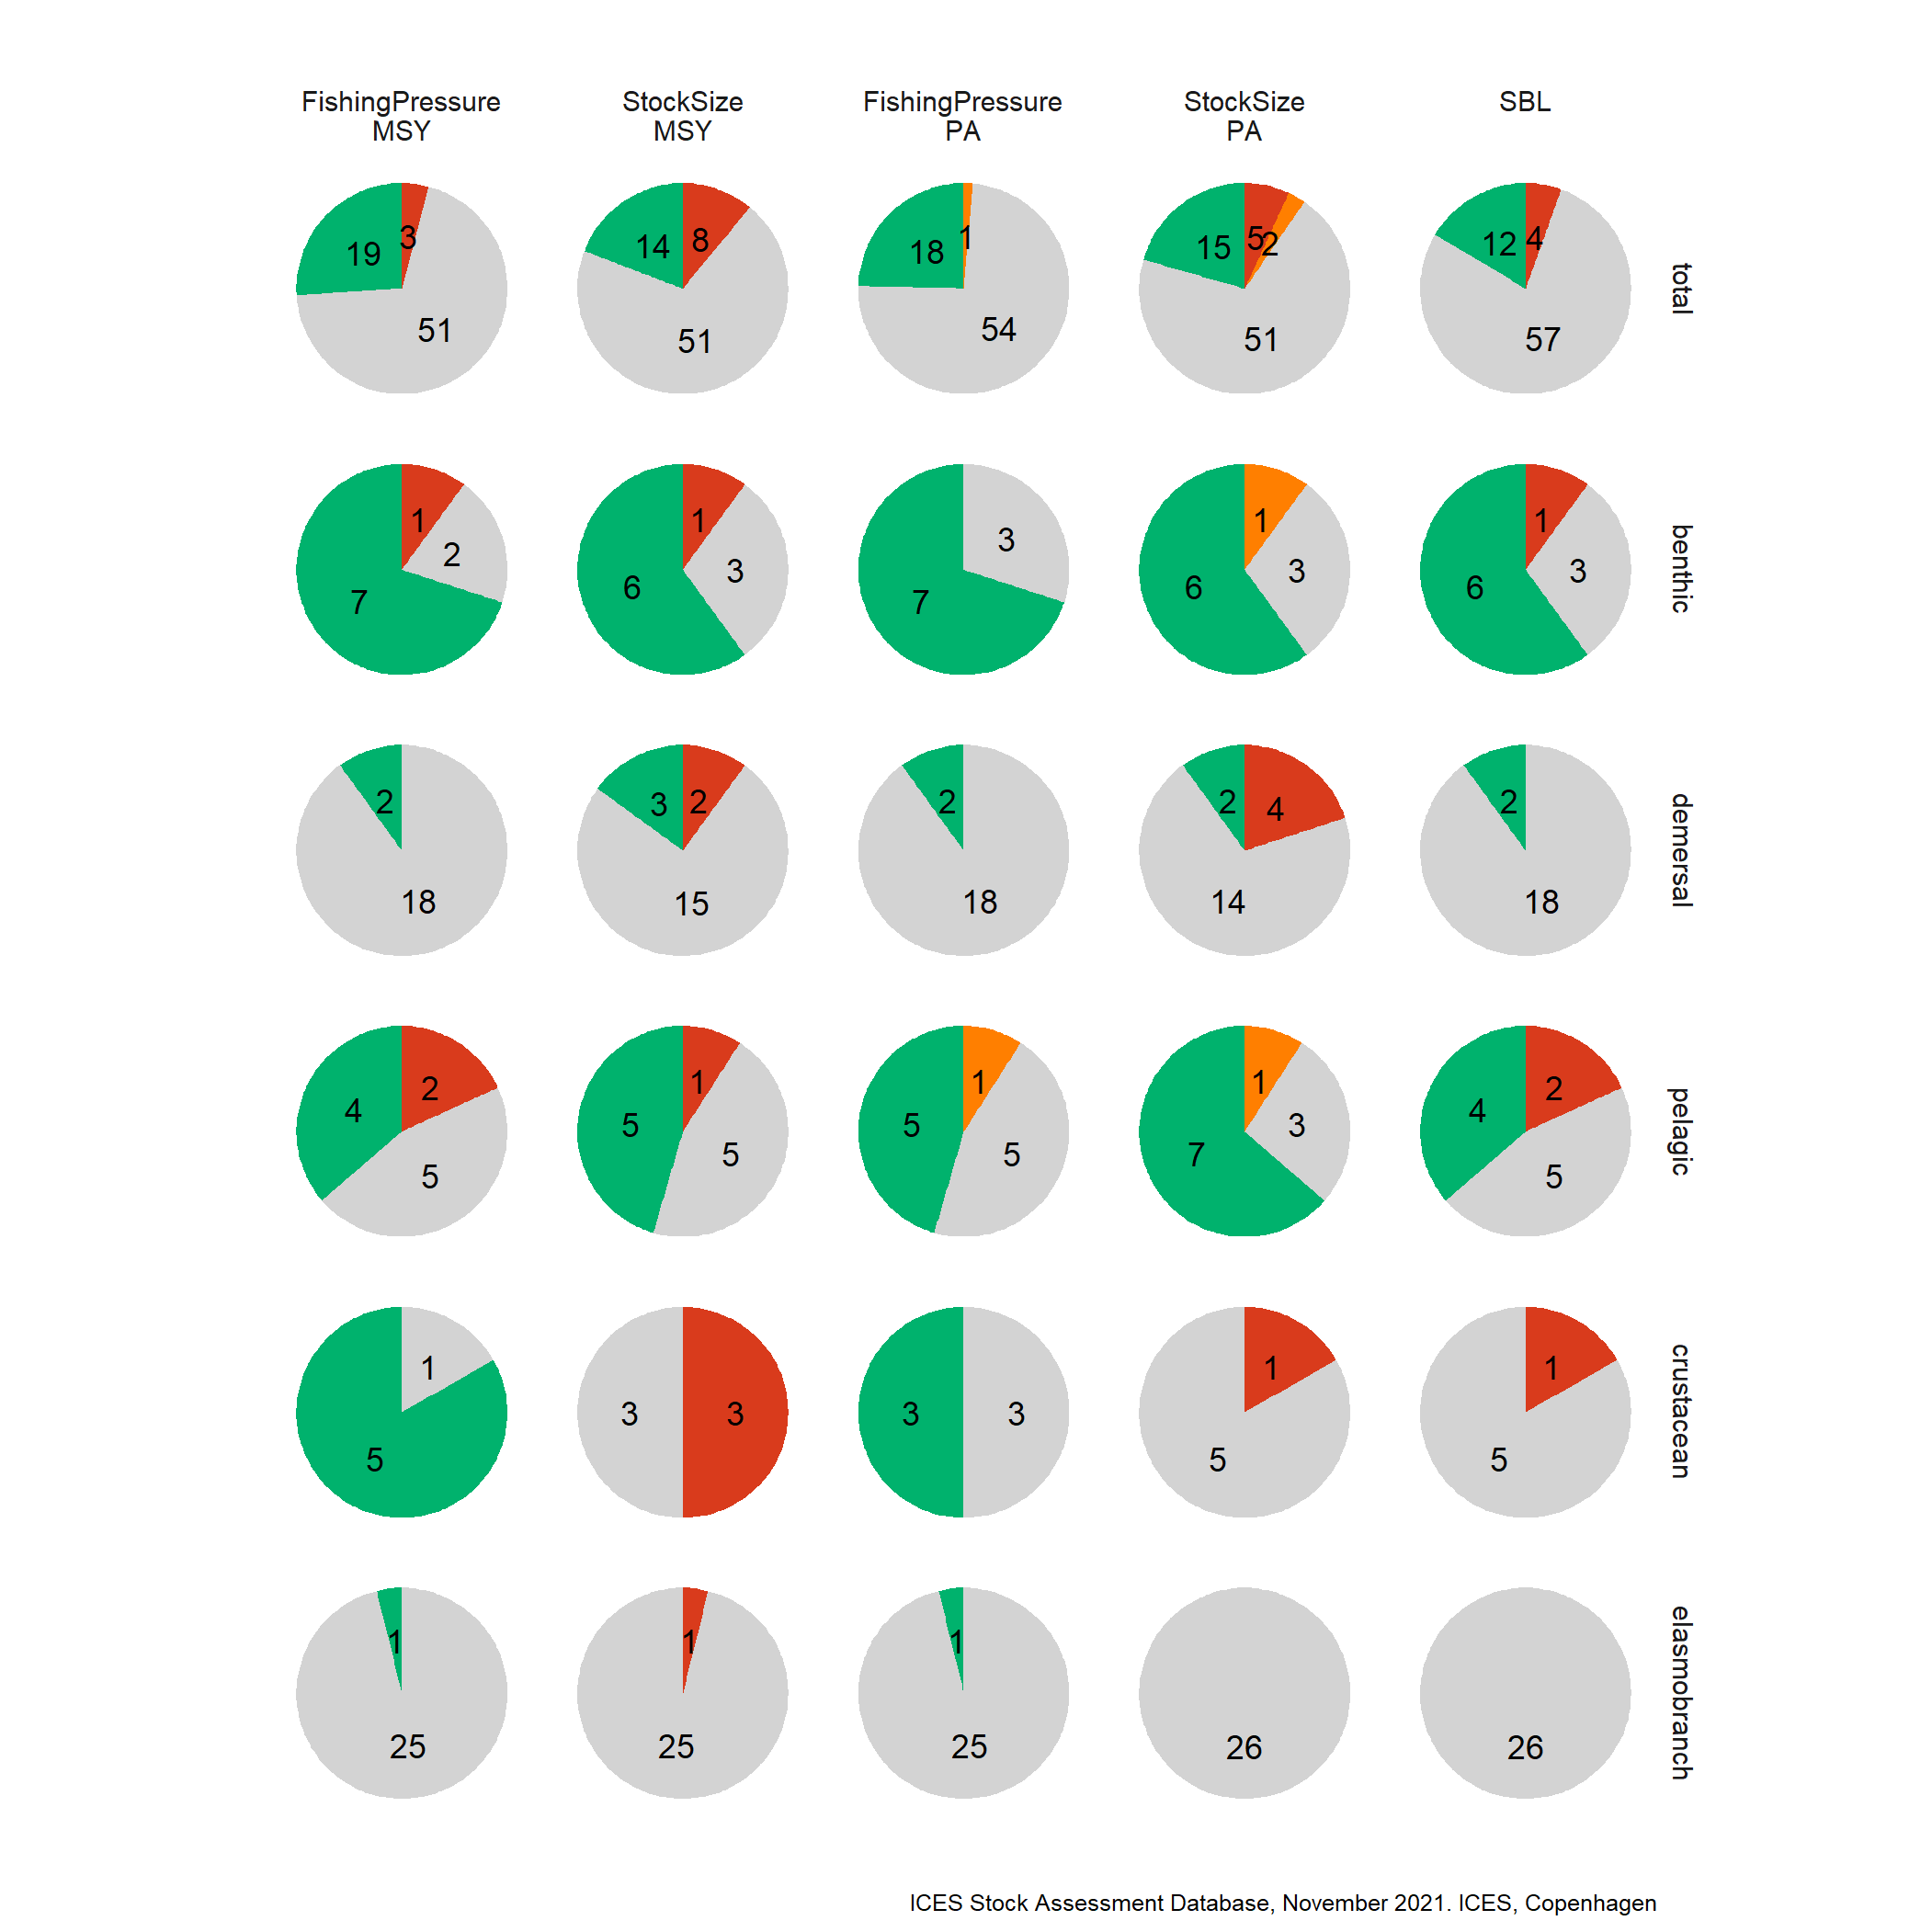 FishingPressure StockSize FishingPressure StockSize SBL
MSY MSY PA PA
19 3 14 8 18 1 15 5 2 12 4
51 51 54 51 57
total
1 2 7
1 3 6
3 7
1 3 6
1 3 6
benthic
2 18
3 2 15
2 18
2 4 14
2 18
demersal
4 2 5
5 1 5
5 1 5
1 3 7
4 2 5
pelagic
1 5
3 3
3 3
1 5
1 5
crustacean
1 25
1 25
1 25
26
26
elasmobranch
ICES Stock Assessment Database, November 2021. ICES, Copenhagen